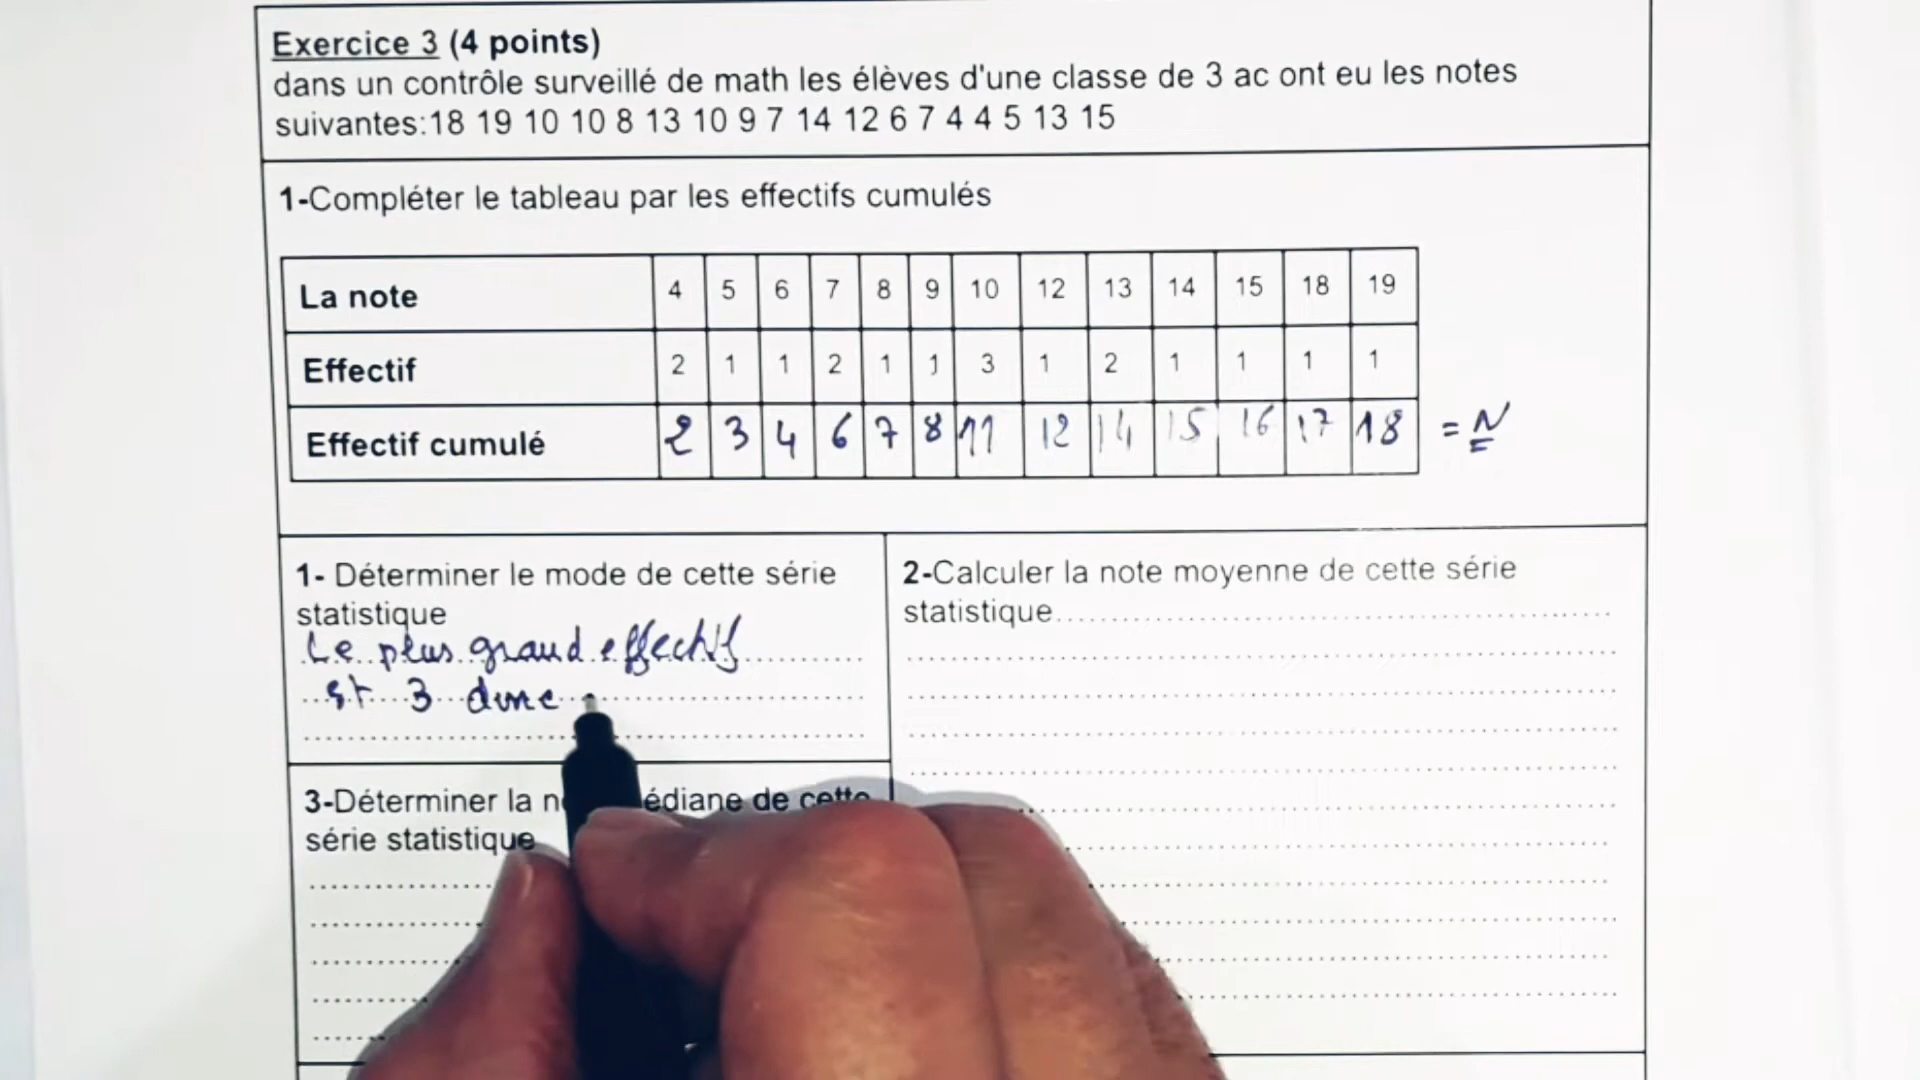 Exercice 3 (4 points)
dans un contrôle surveillé de math les élèves d'une classe de 3 ac ont eu les notes
suivantes:18 19 10 10 8 13 10 9 7 14 12 6 7 4 4 5 13 15
1-Compléter le tableau par les effectifs cumulés
La note 4 5 6 7 8 9 10 12 13 14 15 18 19
Effectif 2 1 1 2 1 1 3 1 2 1 1 1 1
Effectif cumulé 2 3 4 6 7 8 11 12 14 15 16 17 18 = N
1- Déterminer le mode de cette série
statistique
Le plus grand effectif
est 3 donc
2-Calculer la note moyenne de cette série
statistique
3-Déterminer la de cette
série statistique